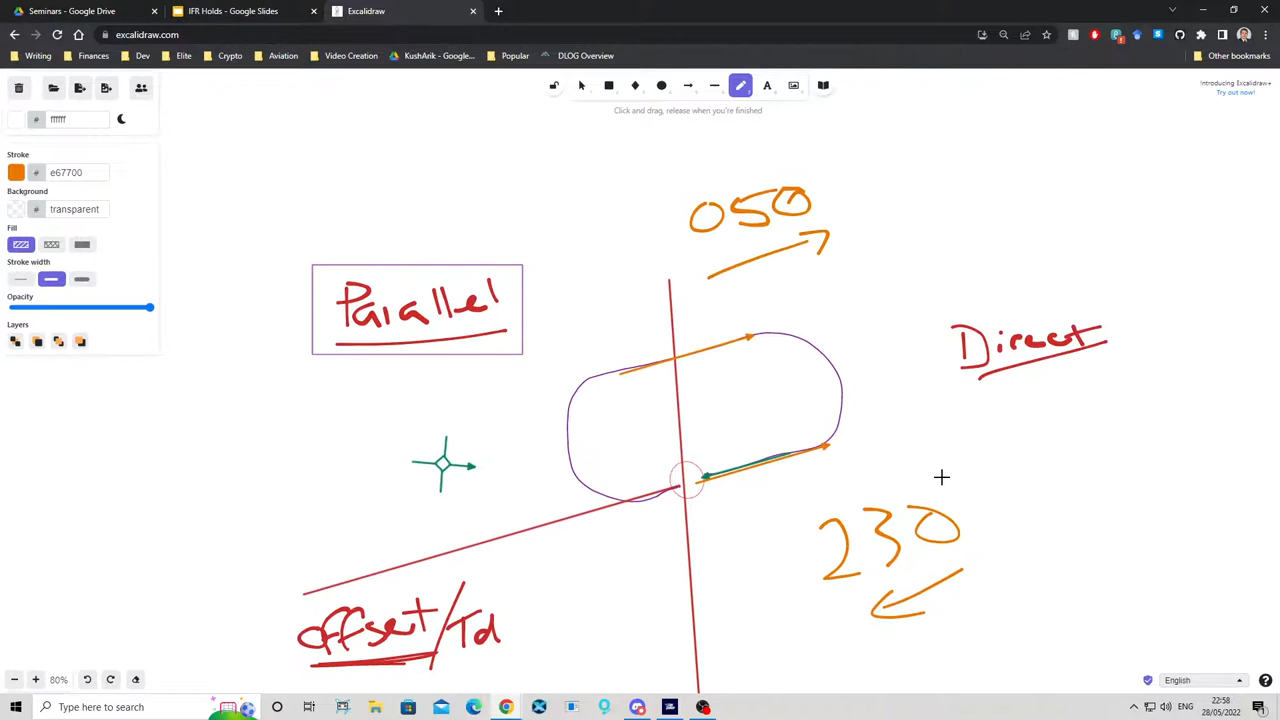 Seminars - Google Drive
IFR Holds - Google Slides
Excalidraw
excalidraw.com
Writing
Finances
Dev
Elite
Crypto
Aviation
Video Creation
KushArik - Google...
Popular
DLOG Overview
Other bookmarks
Introducing Excalidraw+
Try out now!
Click and drag, release when you're finished
# ffffff
Stroke
# e67700
Background
# transparent
Fill
Stroke width
Opacity
Layers
050
Parallel
Direct
230
offset/Td
80%
English
Type here to search
ENG
22:58
28/05/2022